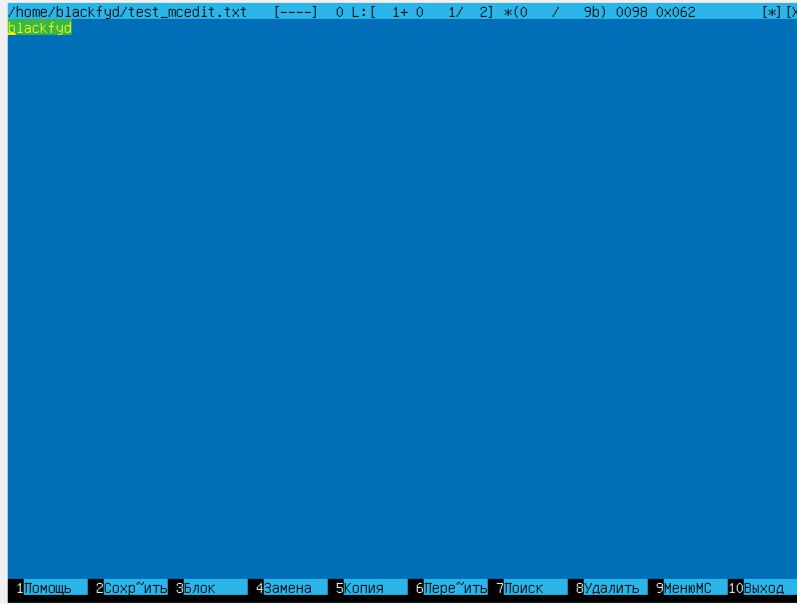 /home/blackfyd/test_mcedit.txt [----] 0 L:[ 1+ 0 1/ 2] *(0 / 9b) 0098 0x062 [*][X
blackfyd
1Помощь 2Сохр~ить 3Блок 4Замена 5Копия 6Пере~ить 7Поиск 8Удалить 9МенюMC 10Выход